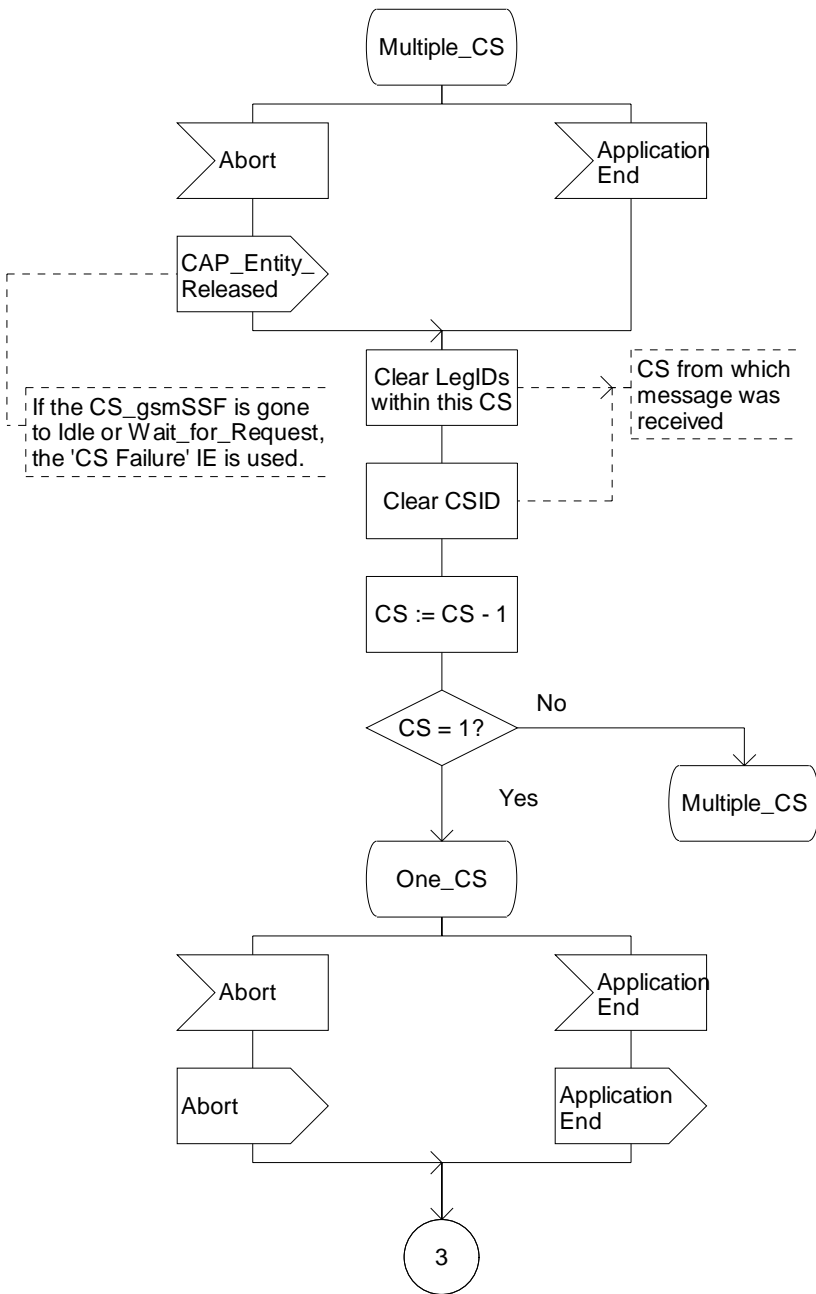 Multiple_CS
Abort
Application
End
CAP_Entity_
Released
Clear LegIDs
within this CS
CS from which
message was
received
If the CS_gsmSSF is gone
to Idle or Wait_for_Request,
the 'CS Failure' IE is used.
Clear CSID
CS := CS - 1
CS = 1?
No
Yes
Multiple_CS
One_CS
Abort
Application
End
Abort
Application
End
3